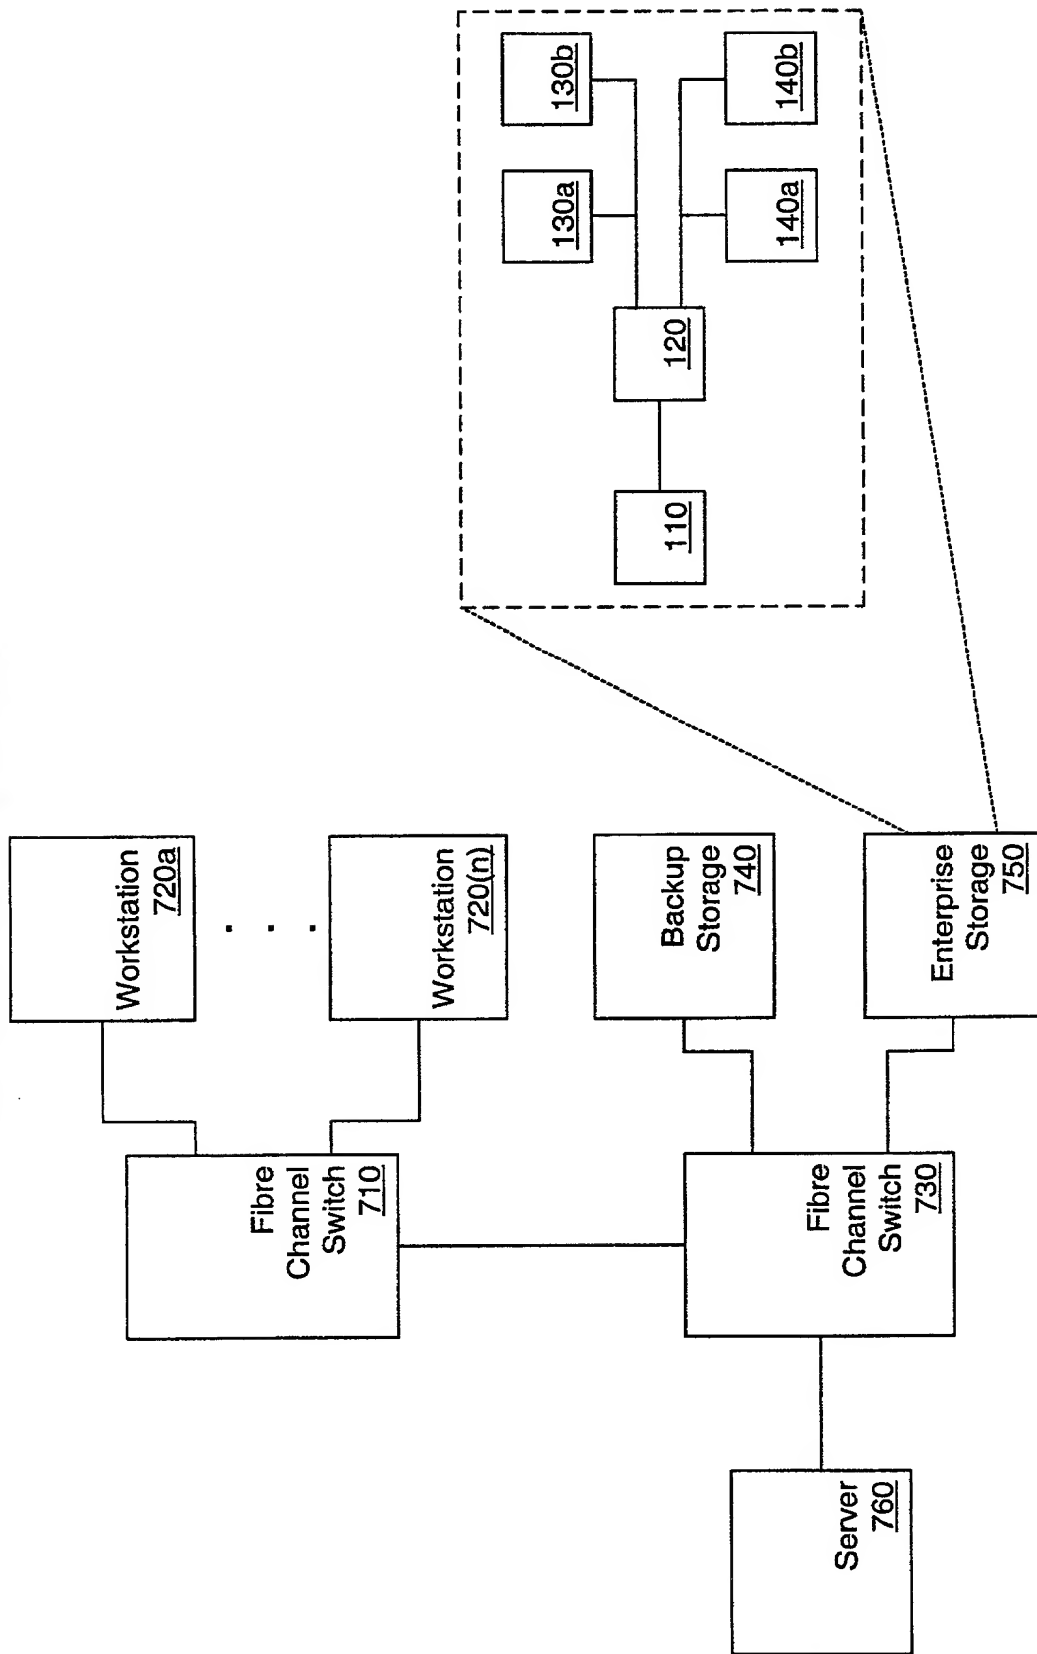 Workstation
720a
. . .
Workstation
720(n)
Fibre
Channel
Switch
710
Backup
Storage
740
Enterprise
Storage
750
Fibre
Channel
Switch
730
Server
760
130b
130a
140b
140a
120
110